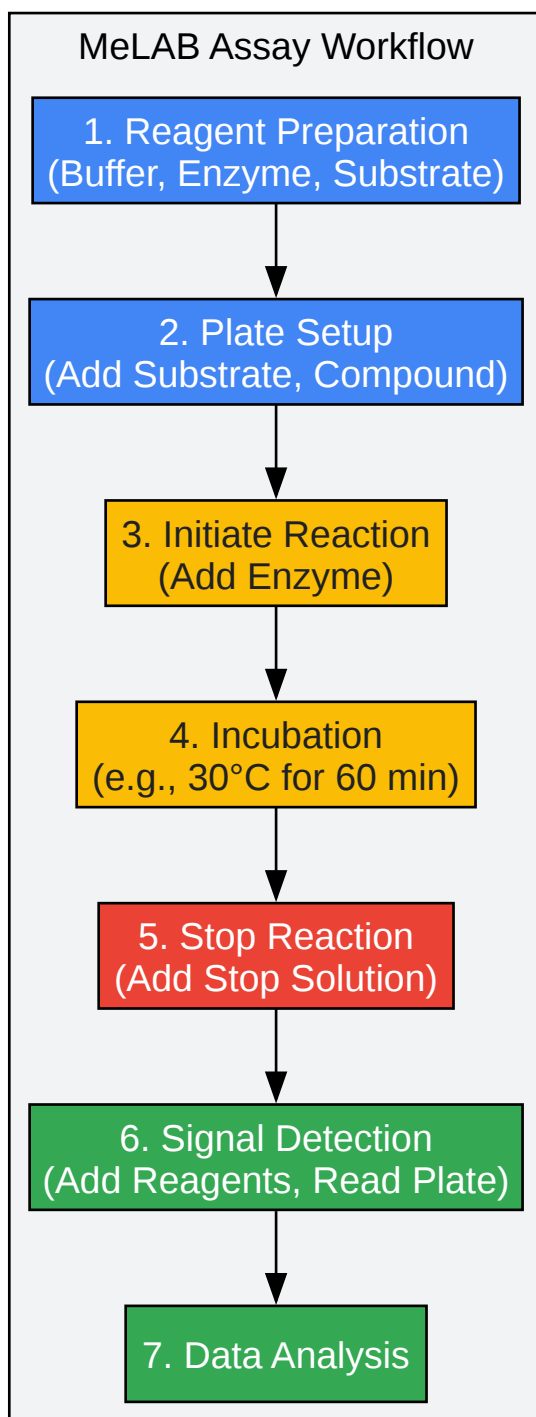 MeLAB Assay Workflow
1. Reagent Preparation
(Buffer, Enzyme, Substrate)
2. Plate Setup
(Add Substrate, Compound)
3. Initiate Reaction
(Add Enzyme)
4. Incubation
(e.g., 30°C for 60 min)
5. Stop Reaction
(Add Stop Solution)
6. Signal Detection
(Add Reagents, Read Plate)
7. Data Analysis